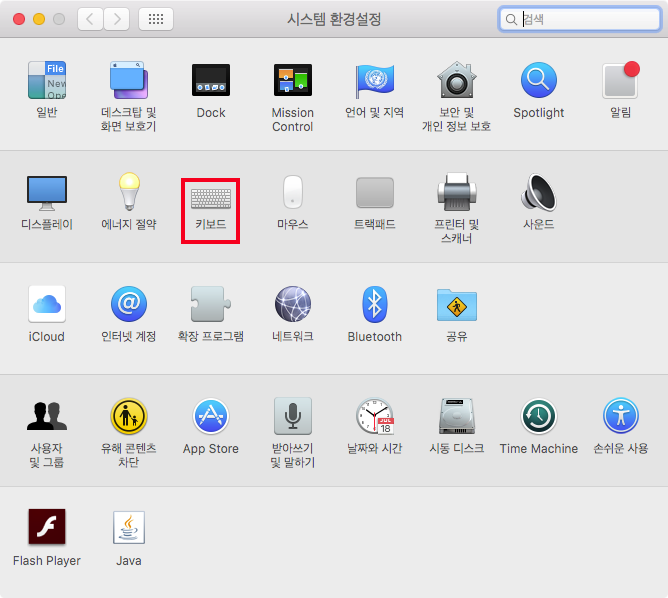 시스템 환경설정
검색
File
New
Ope
일반
데스크탑 및
화면 보호기
Dock
Mission
Control
언어 및 지역
보안 및
개인 정보 보호
Spotlight
알림
디스플레이
에너지 절약
키보드
마우스
트랙패드
프린터 및
스캐너
사운드
iCloud
인터넷 계정
확장 프로그램
네트워크
Bluetooth
공유
사용자
및 그룹
유해 콘텐츠
차단
App Store
받아쓰기
및 말하기
JUL
18
날짜와 시간
시동 디스크
Time Machine
손쉬운 사용
Flash Player
Java